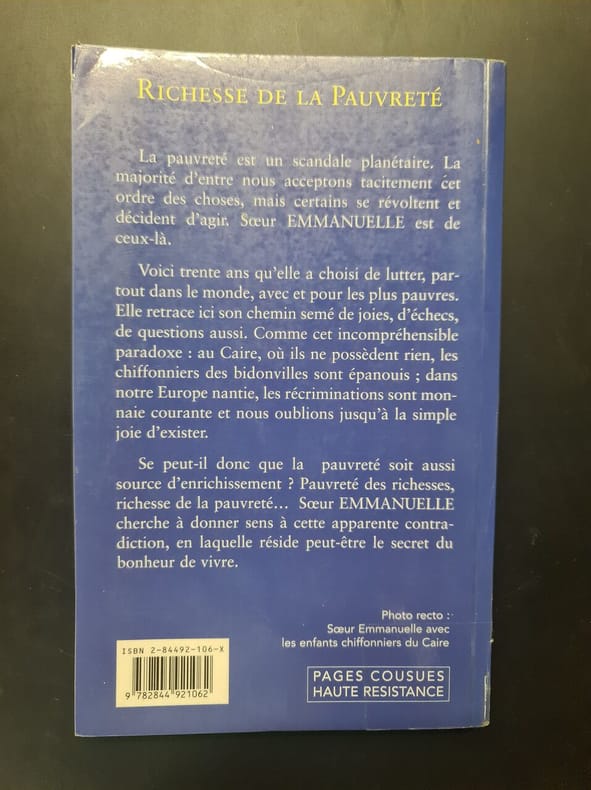 RICHESSE DE LA PAUVRETÉ
La pauvreté est un scandale planétaire. La
majorité d'entre nous acceptons tacitement cet
ordre des choses, mais certains se révoltent et
décident d'agir. Sœur EMMANUELLE est de
ceux-là.
Voici trente ans qu'elle a choisi de lutter, par-
tout dans le monde, avec et pour les plus pauvres.
Elle retrace ici son chemin semé de joies, d'échecs,
de questions aussi. Comme cet incompréhensible
paradoxe : au Caire, où ils ne possèdent rien, les
chiffonniers des bidonvilles sont épanouis ; dans
notre Europe nantie, les récriminations sont mon-
naie courante et nous oublions jusqu'à la simple
joie d'exister.
Se peut-il donc que la pauvreté soit aussi
source d'enrichissement ? Pauvreté des richesses,
richesse de la pauvreté... Sœur EMMANUELLE
cherche à donner sens à cette apparente contra-
diction, en laquelle réside peut-être le secret du
bonheur de vivre.
Photo recto :
Sœur Emmanuelle avec
les enfants chiffonniers du Caire
ISBN 2-84492-106-X
9 782844 921062
PAGES COUSUES
HAUTE RESISTANCE